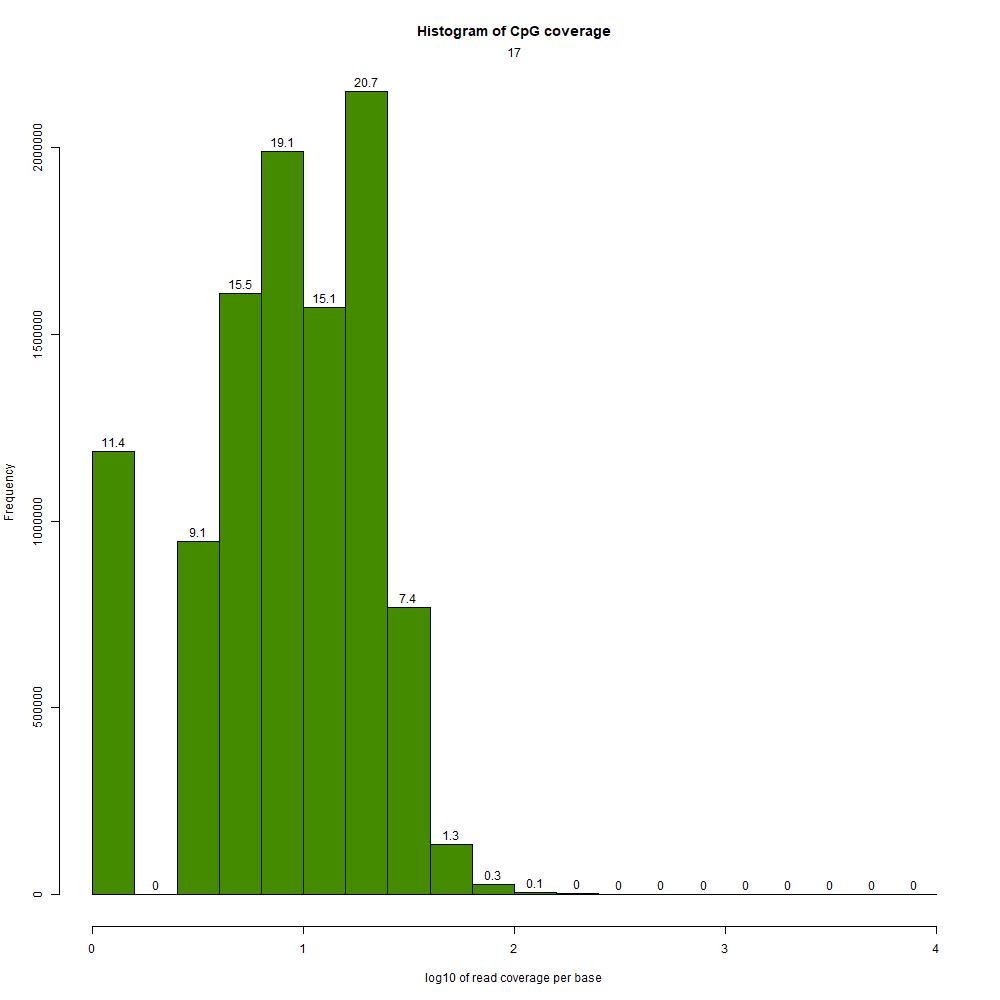 Histogram of CpG coverage
17
20.7
19.1
15.5
15.1
11.4
9.1
7.4
1.3
0.3
0.1
0
0 0 0 0 0 0 0 0 0
Frequency
0 500000 1000000 1500000 2000000
0 1 2 3 4
log10 of read coverage per base